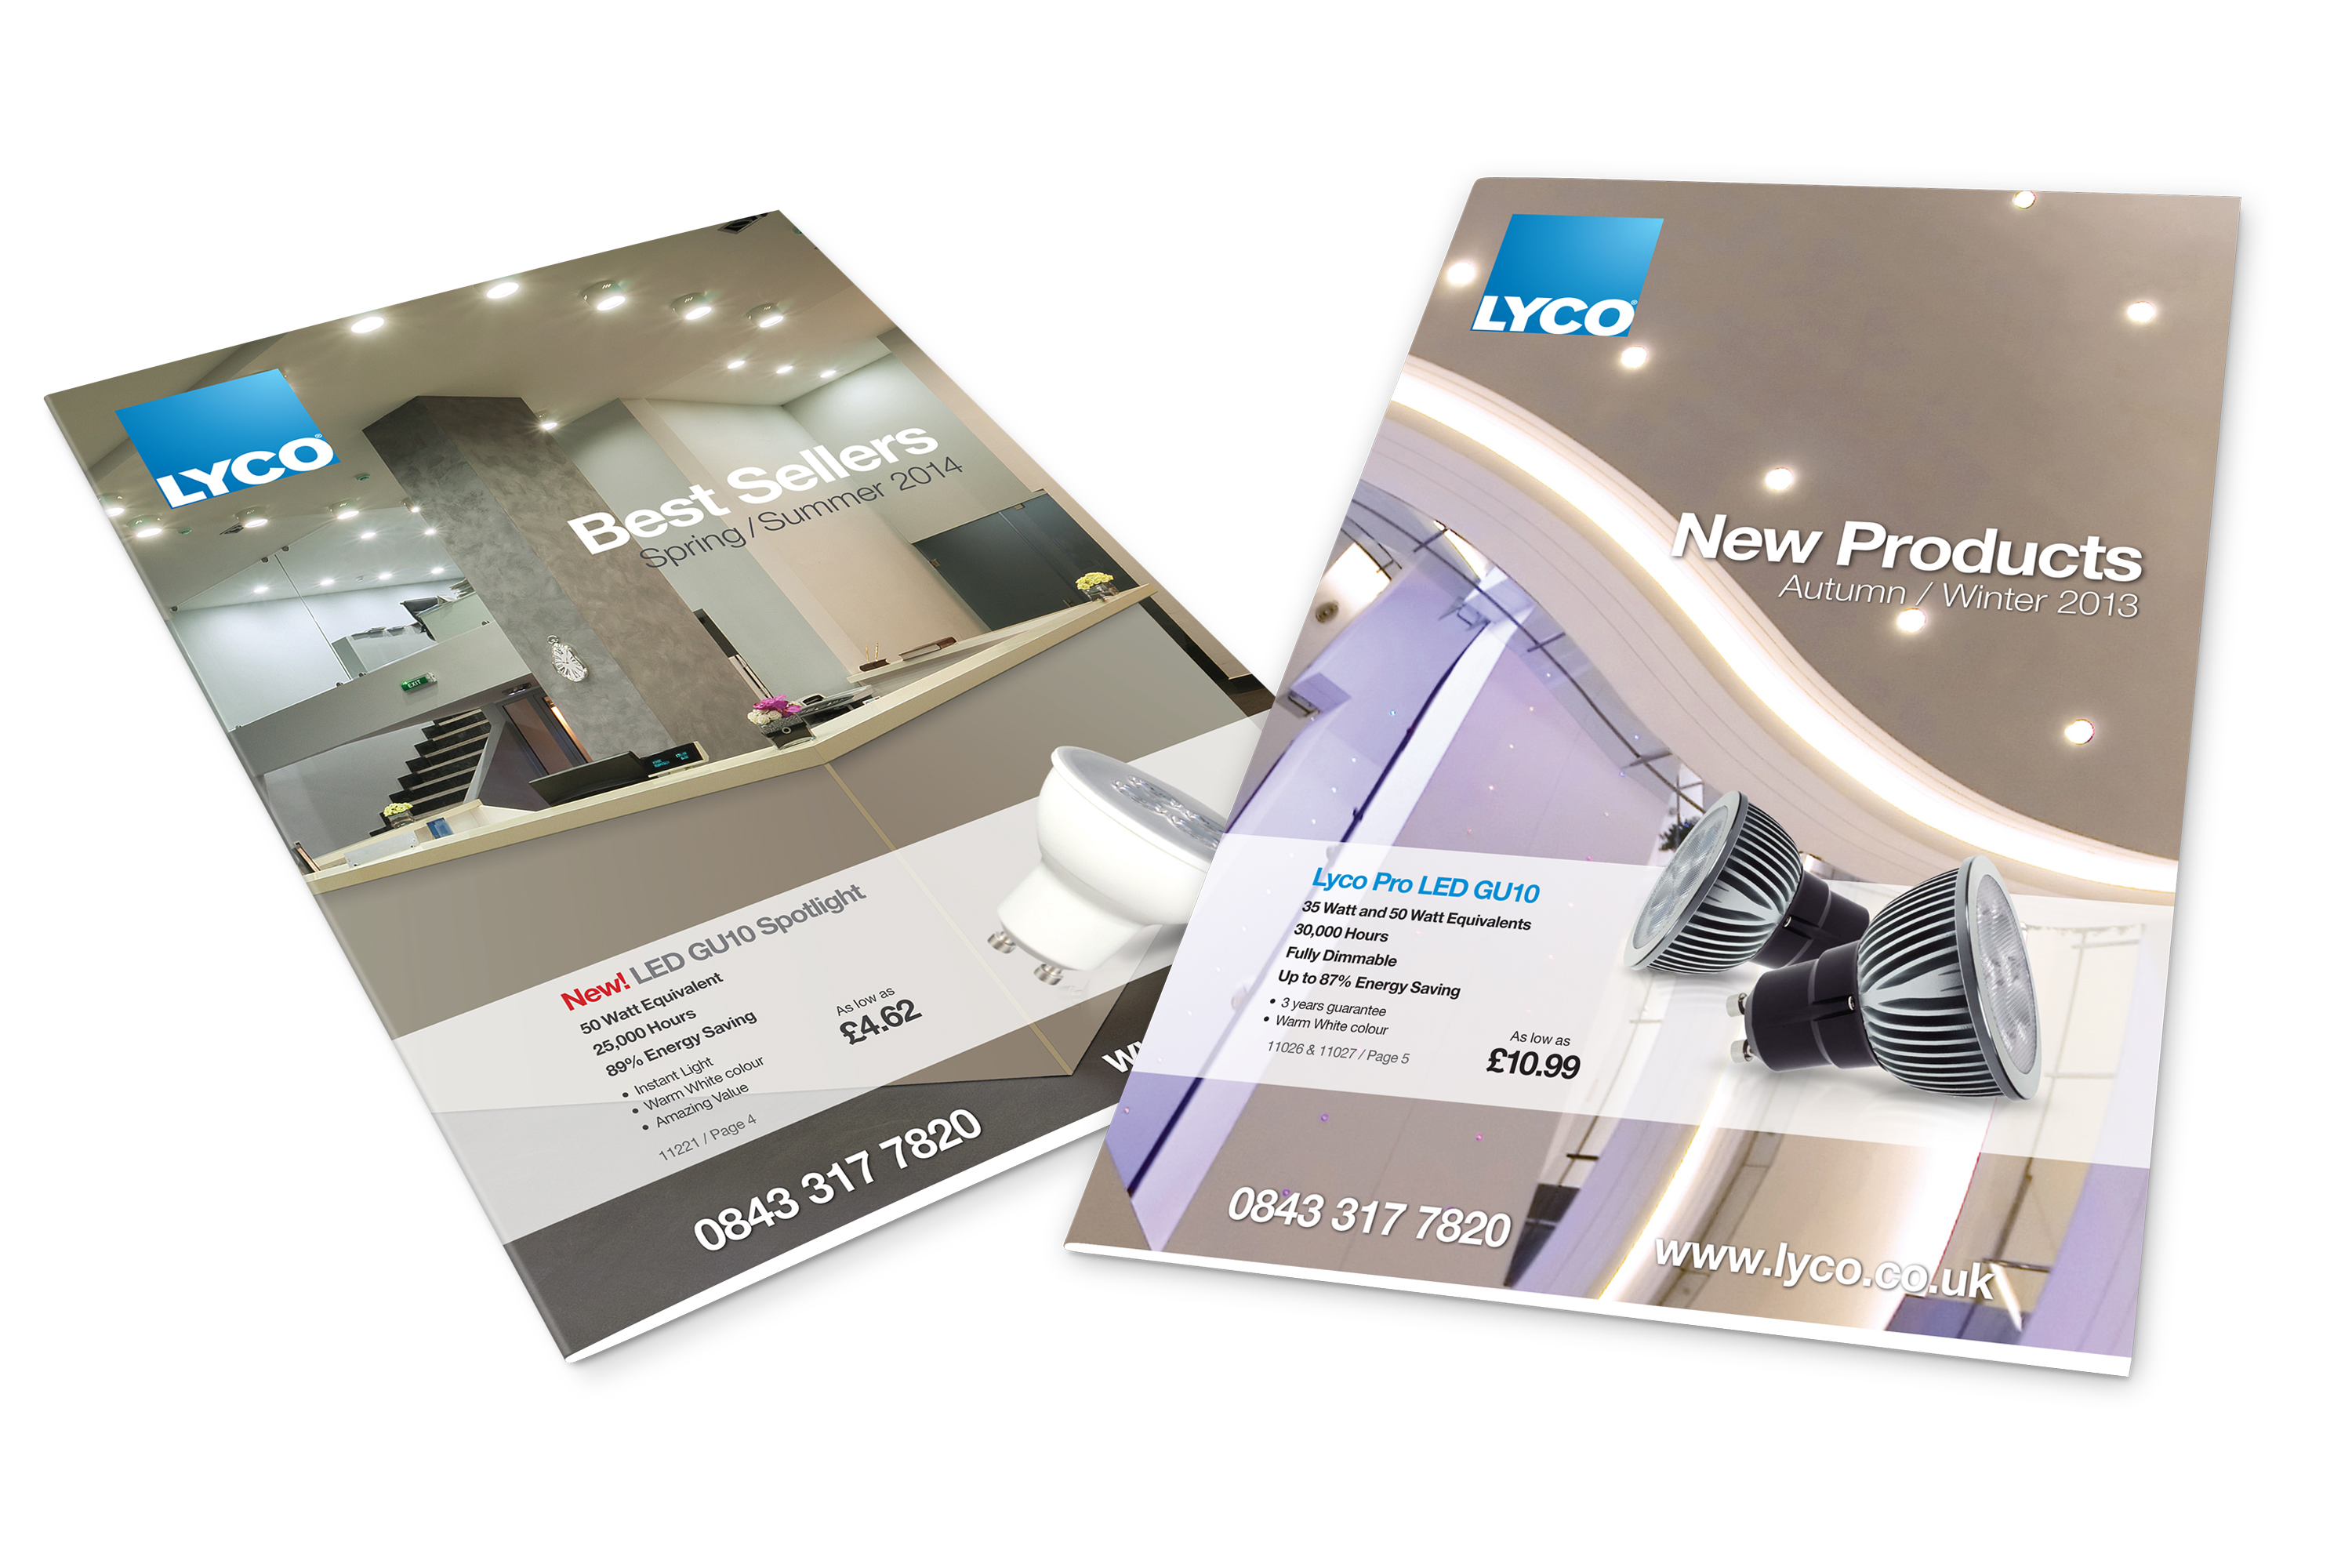 LYCO
Best Sellers
Spring / Summer 2014
New! LED GU10 Spotlight
50 Watt Equivalent
25,000 Hours
89% Energy Saving
• Instant Light
• Warm White colour
• Amazing Value
11221 / Page 4
As low as
£4.62
0843 317 7820
EXIT
LYCO®
New Products
Autumn / Winter 2013
Lyco Pro LED GU10
35 Watt and 50 Watt Equivalents
30,000 Hours
Fully Dimmable
Up to 87% Energy Saving
• 3 years guarantee
• Warm White colour
11026 & 11027 / Page 5
As low as
£10.99
0843 317 7820
www.lyco.co.uk